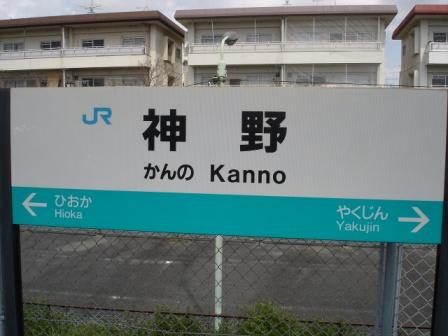 JR
神野
かんの Kanno
ひおか
Hioka
やくじん
Yakujin